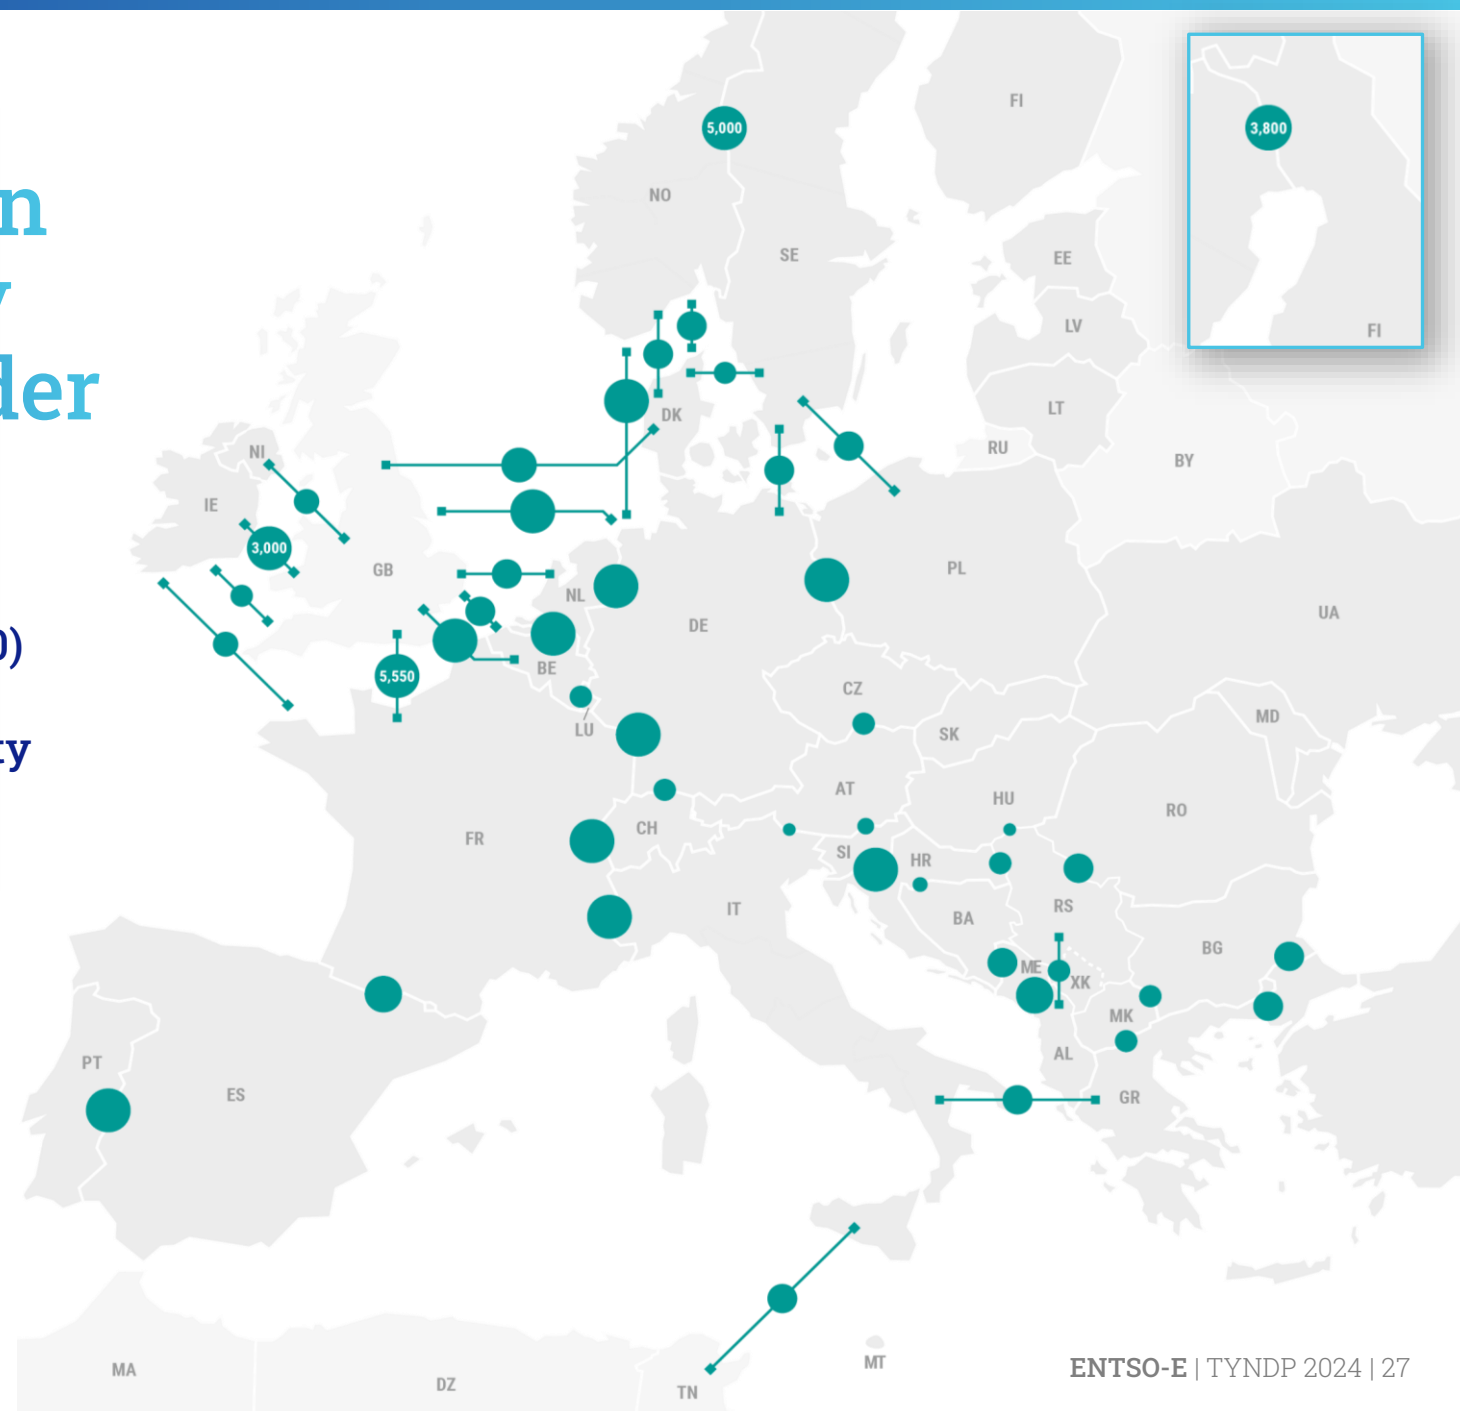 n
y
der
0)
ty
FI
5,000
3,800
NO
SE
EE
LV
FI
DK
LT
RU
BY
NI
IE
3,000
GB
NL
PL
DE
UA
BE
5,550
CZ
LU
SK
MD
AT
HU
RO
FR
CH
SI
HR
IT
BA
RS
BG
ME
XK
MK
PT
AL
ES
GR
MT
MA
DZ
TN
ENTSO-E | TYNDP 2024 | 27